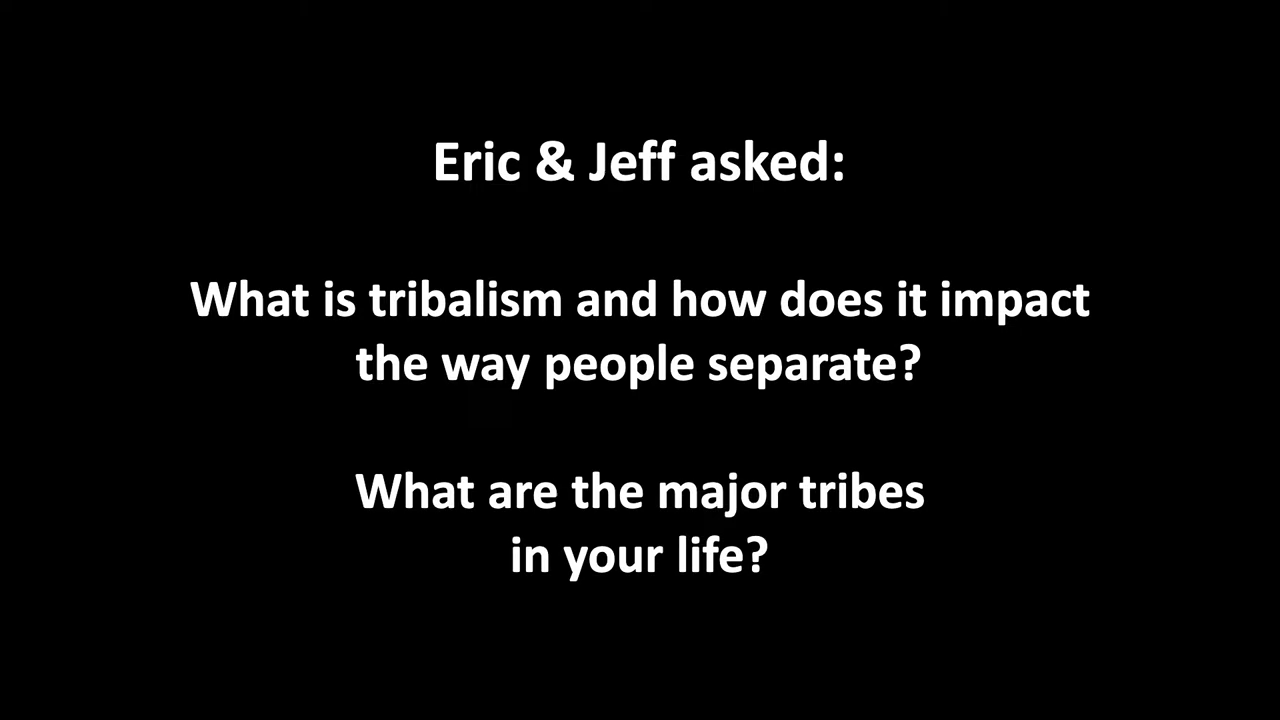 Eric & Jeff asked:
What is tribalism and how does it impact
the way people separate?
What are the major tribes
in your life?